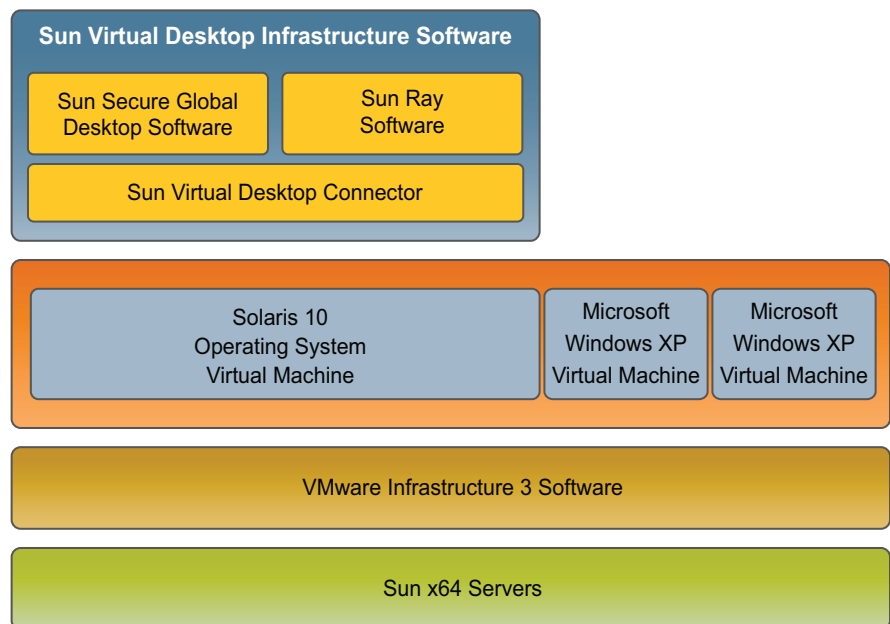 Sun Virtual Desktop Infrastructure Software
Sun Secure Global
Desktop Software
Sun Ray
Software
Sun Virtual Desktop Connector
Solaris 10
Operating System
Virtual Machine
Microsoft
Windows XP
Virtual Machine
Microsoft
Windows XP
Virtual Machine
VMware Infrastructure 3 Software
Sun x64 Servers